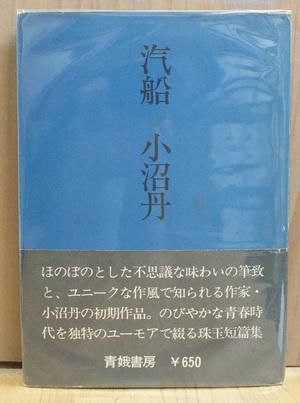 汽船 小沼丹
ほのぼのとした不思議な味わいの筆致
と、ユニークな作風で知られる作家・
小沼丹の初期作品。のびやかな青春時
代を独特のユーモアで綴る珠玉短篇集
青娥書房 ￥650